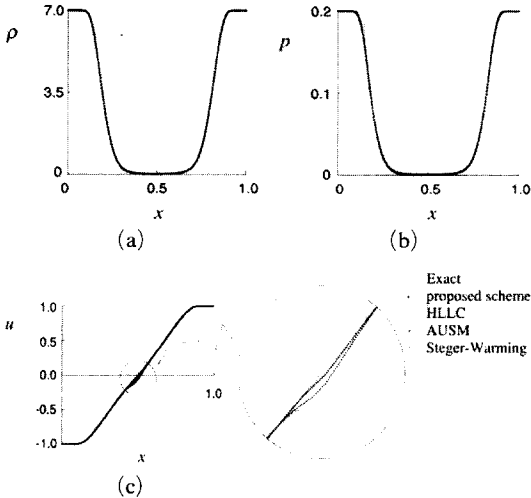 7.0
ρ
3.5
0
0
0.5
1.0
x
(a)
0.2
p
0.1
0
0
0.5
1.0
x
(b)
u
1.0
0.5
0.0
-0.5
-1.0
1.0
x
(c)
Exact
proposed scheme
HLLC
AUSM
Steger-Warming